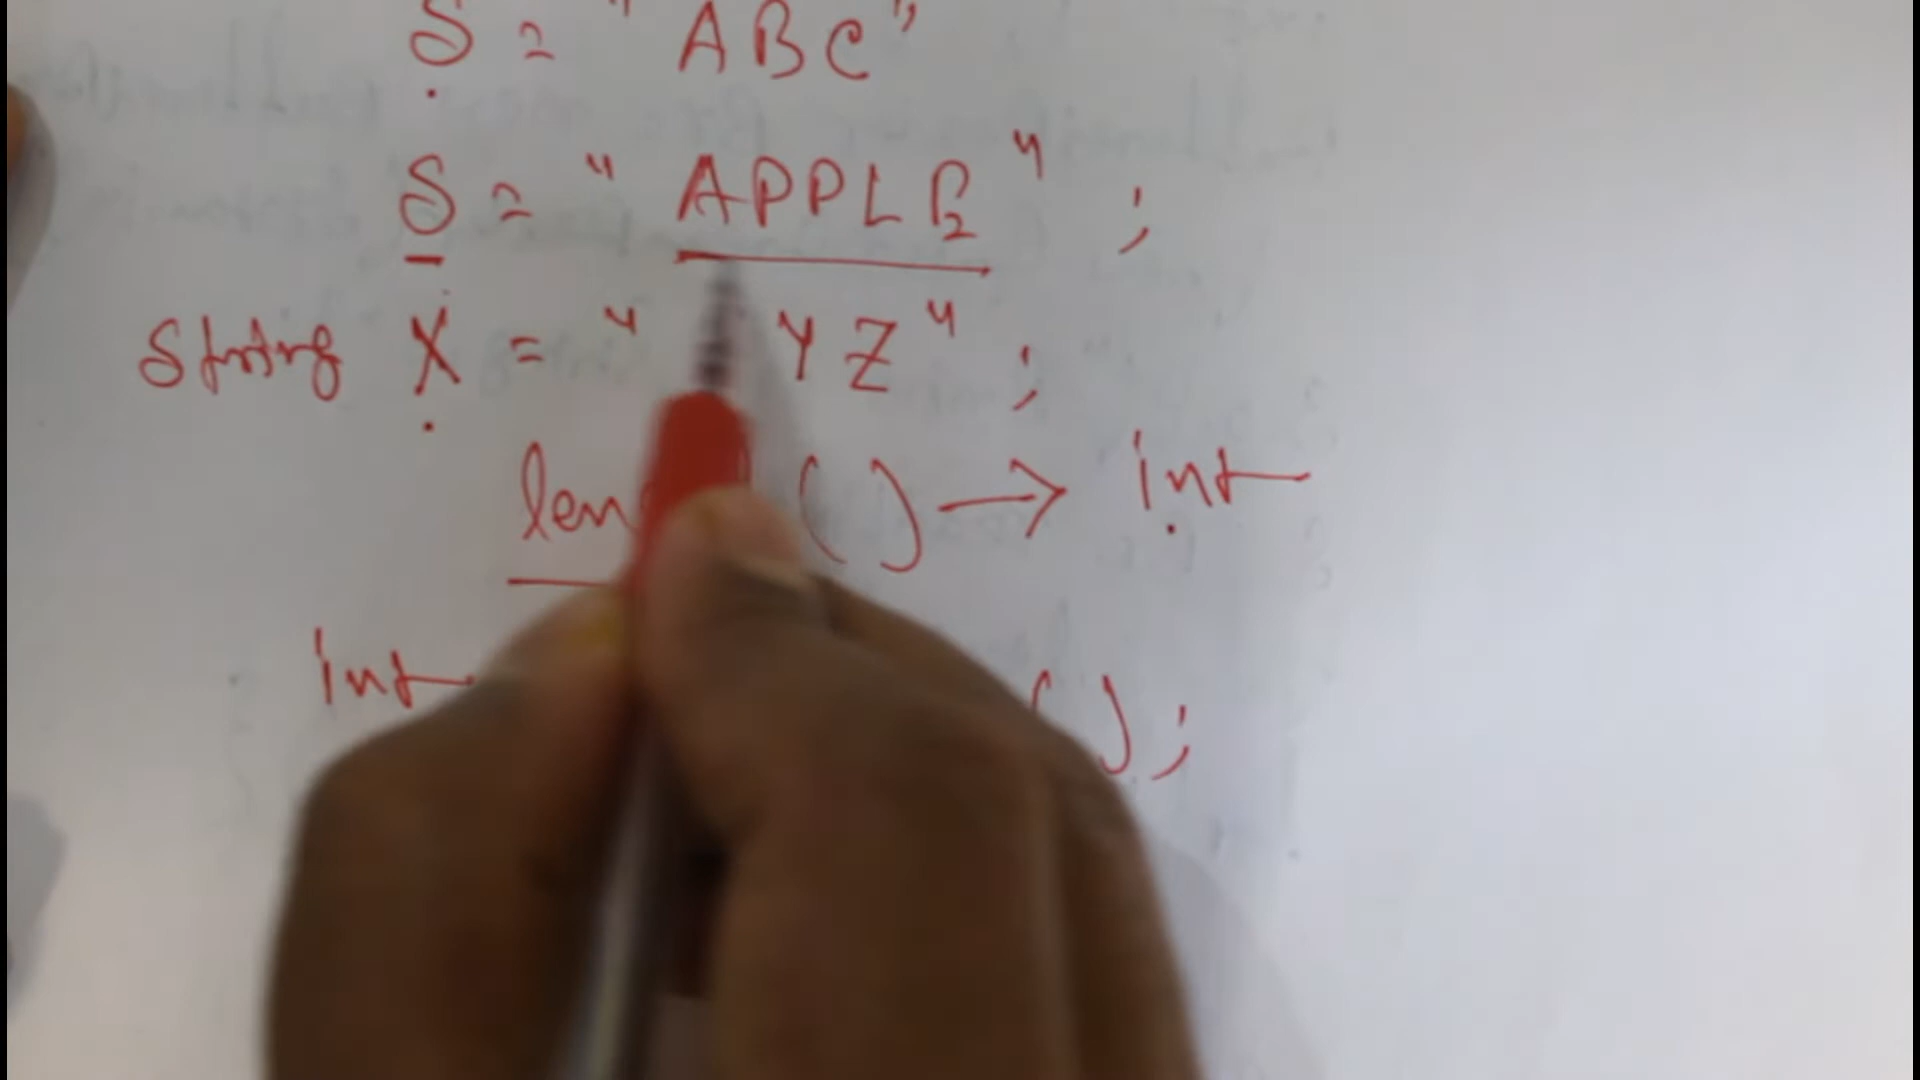 S = "ABC"
S = "APPLE";
String X = " YZ";
len ( ) → int
int ( );